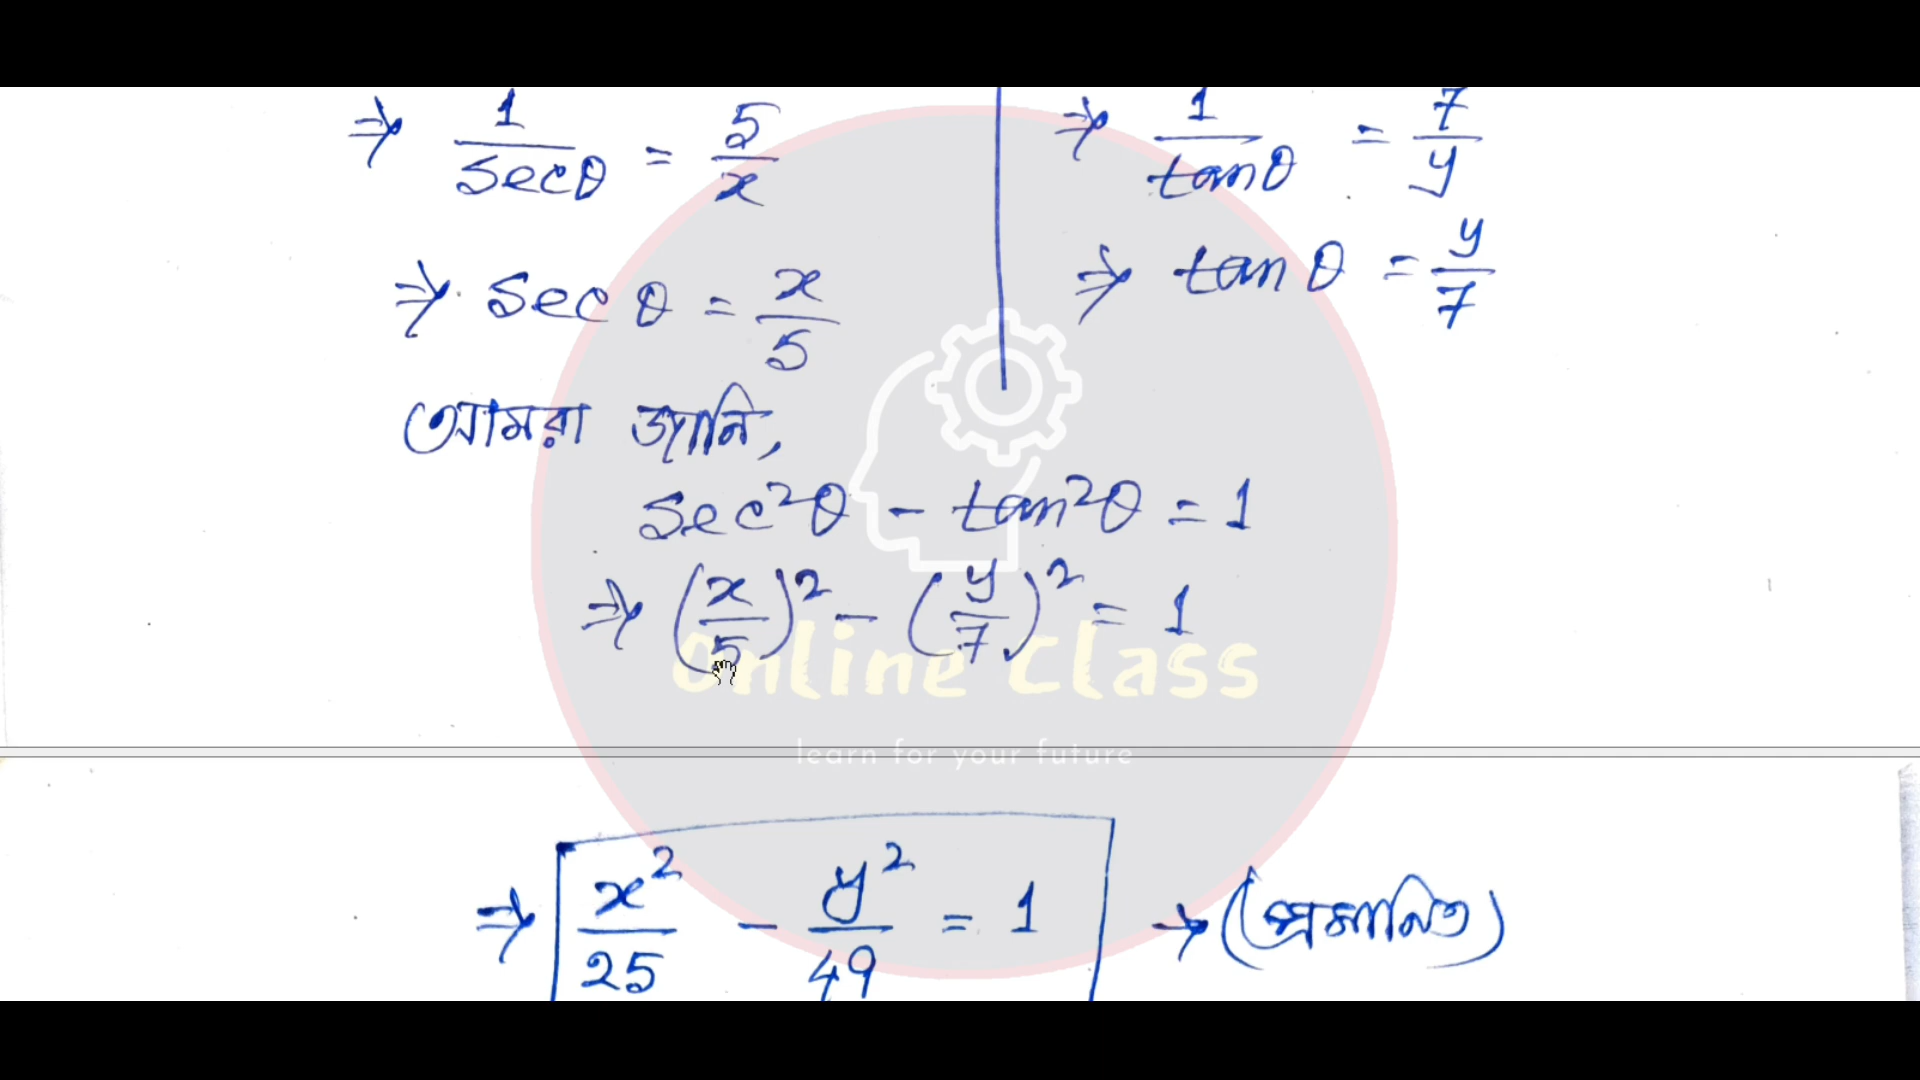 ⇒ 1/secθ = 5/x
⇒ secθ = x/5
⇒ 1/tanθ = 7/y
⇒ tanθ = y/7
আমরা জানি,
sec²θ - tan²θ = 1
⇒ (x/5)² - (y/7)² = 1
Online Class
learn for your future
⇒ x²/25 - y²/49 = 1 → (প্রমানিত)